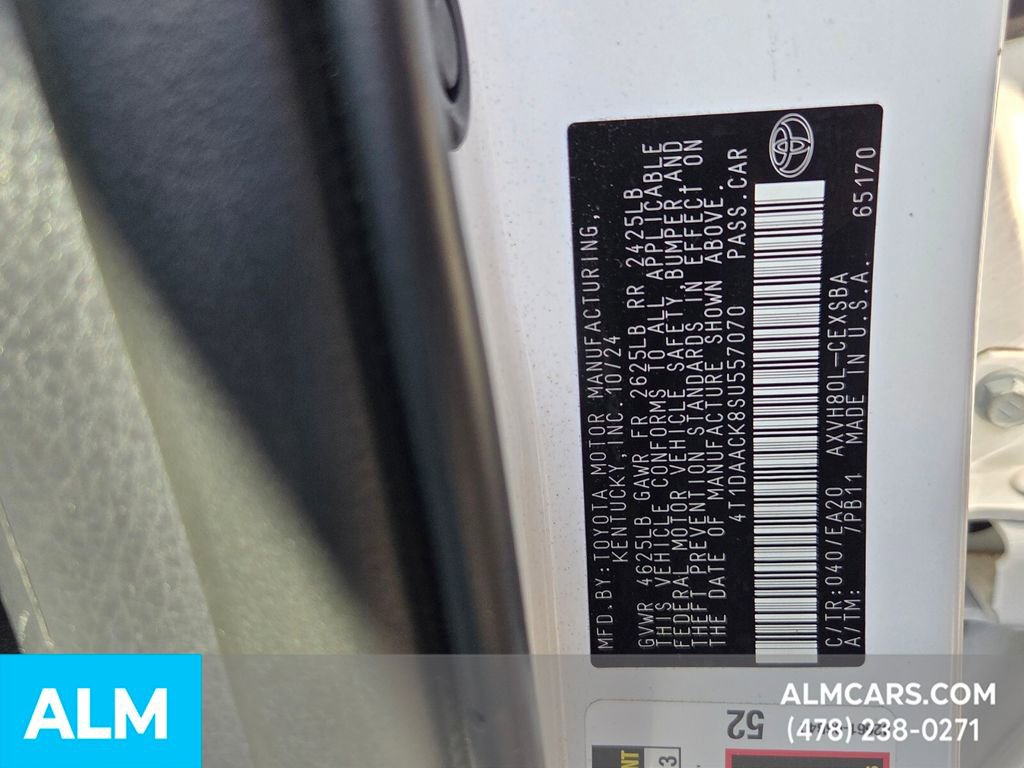 MFD.BY:TOYOTA MOTOR MANUFACTURING,
KENTUCKY,INC. 10/24
GVWR 4625LB GAWR FR 2625LB RR 2425LB
THIS VEHICLE CONFORMS TO ALL APPLICABLE
FEDERAL MOTOR VEHICLE SAFETY,BUMPER,AND
THEFT PREVENTION STANDARDS IN EFFECT ON
THE DATE OF MANUFACTURE SHOWN ABOVE.
4T1DAACK8SU557070 PASS.CAR
C/TR:040/EA20 AXVH80L-CEXSBA 65170
A/TM: /PB11 MADE IN U.S.A.
52
ALM
ALMCARS.COM
(478) 238-0271